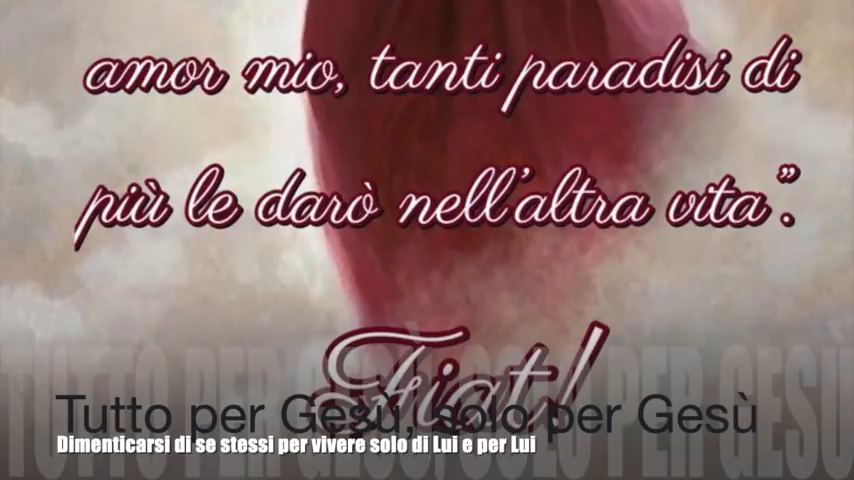 amor mio, tanti paradisi di
più le darò nell'altra vita”.
Fiat!
Tutto per Gesù, solo per Gesù
TUTTO PER GESÙ, SOLO PER GESÙ
Dimenticarsi di se stessi per vivere solo di Lui e per Lui